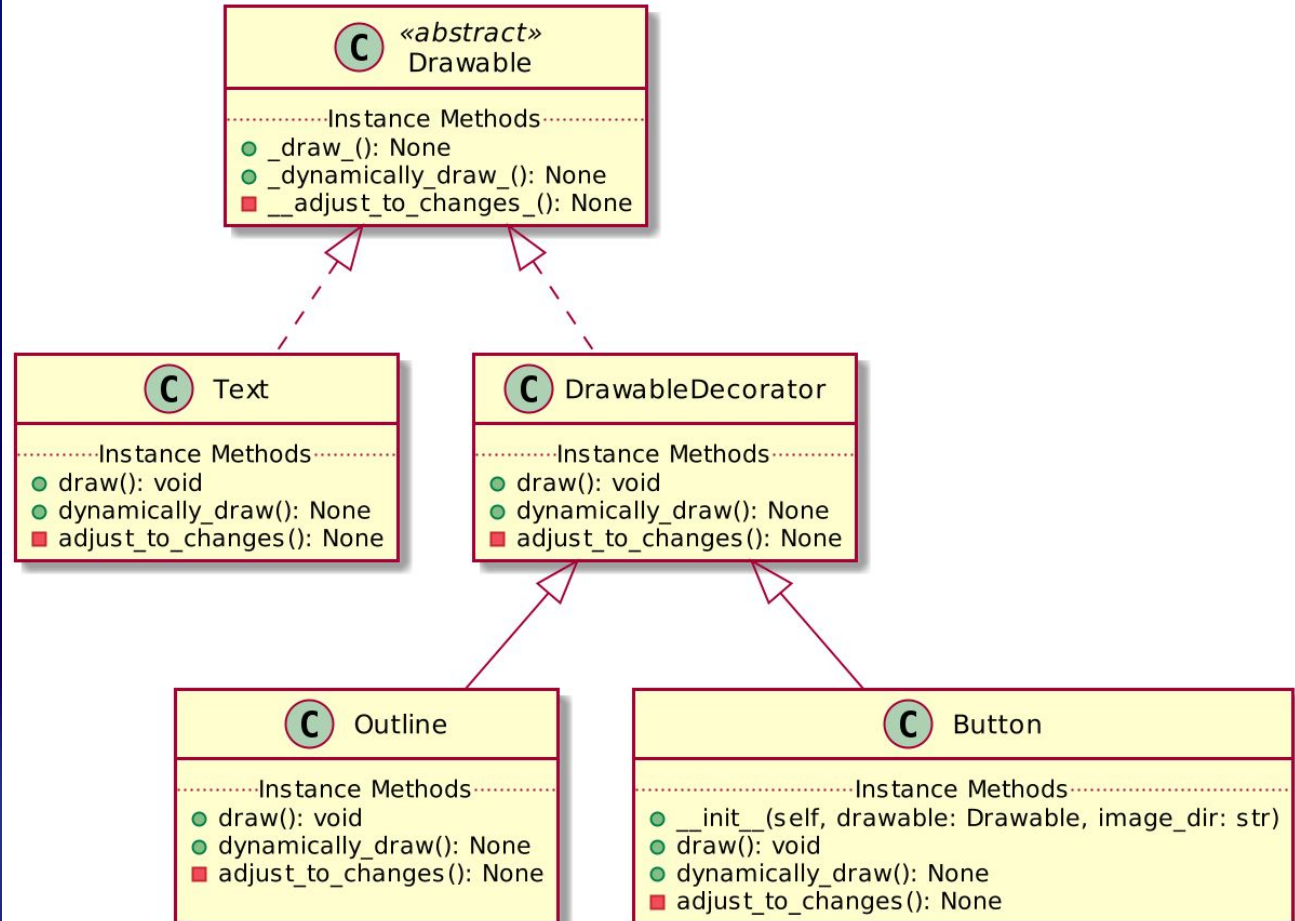 C «abstract»
Drawable
Instance Methods
_draw_(): None
_dynamically_draw_(): None
__adjust_to_changes_(): None
C Text
Instance Methods
draw(): void
dynamically_draw(): None
adjust_to_changes(): None
C DrawableDecorator
Instance Methods
draw(): void
dynamically_draw(): None
adjust_to_changes(): None
C Outline
Instance Methods
draw(): void
dynamically_draw(): None
adjust_to_changes(): None
C Button
Instance Methods
__init__(self, drawable: Drawable, image_dir: str)
draw(): void
dynamically_draw(): None
adjust_to_changes(): None